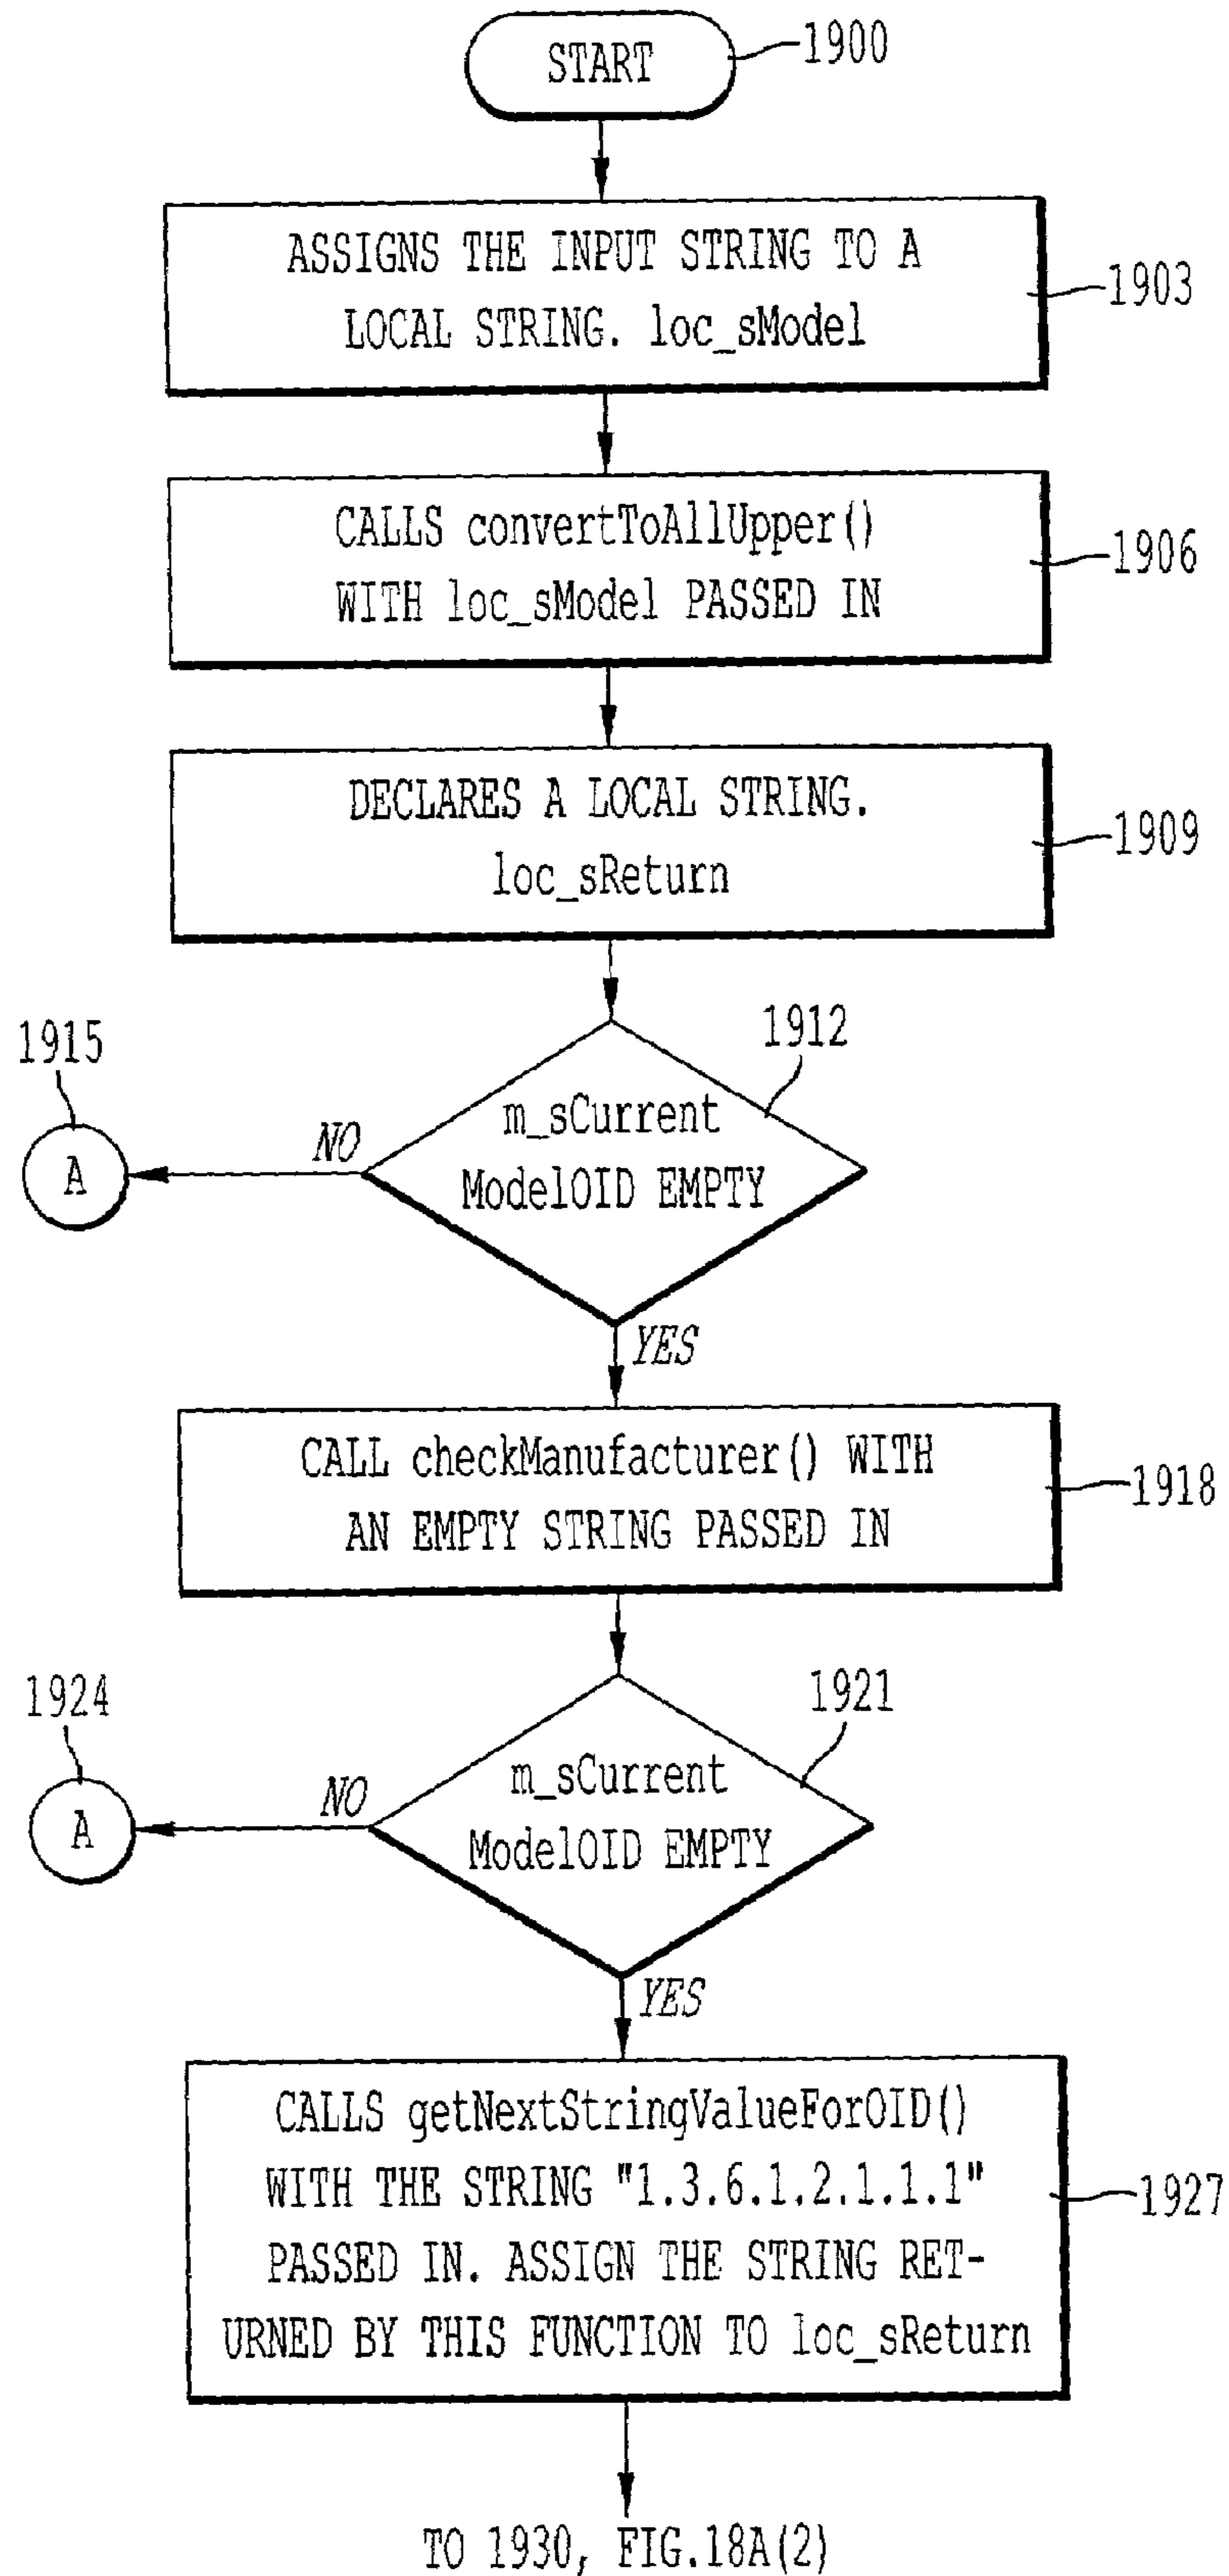 START
1900
ASSIGNS THE INPUT STRING TO A
LOCAL STRING. loc_sModel
1903
CALLS convertToAllUpper()
WITH loc_sModel PASSED IN
1906
DECLARES A LOCAL STRING.
loc_sReturn
1909
1915
A
NO
1912
m_sCurrent
ModelOID EMPTY
YES
CALL checkManufacturer() WITH
AN EMPTY STRING PASSED IN
1918
1924
A
NO
1921
m_sCurrent
ModelOID EMPTY
YES
CALLS getNextStringValueForOID()
WITH THE STRING "1.3.6.1.2.1.1.1"
PASSED IN. ASSIGN THE STRING RET-
URNED BY THIS FUNCTION TO loc_sReturn
1927
TO 1930, FIG.18A(2)